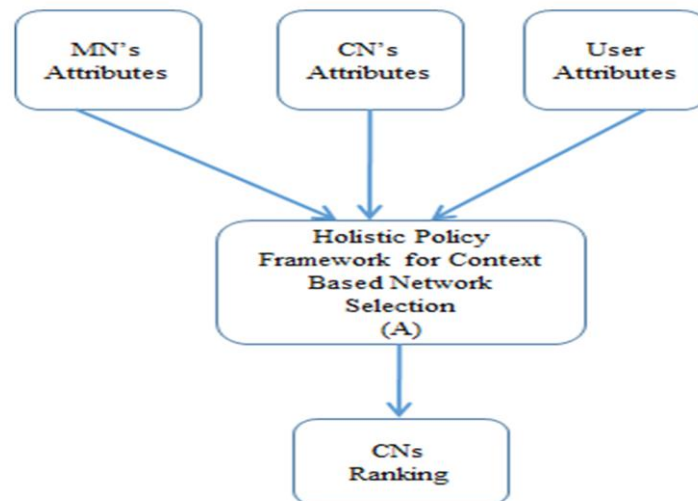 MN's
Attributes
CN's
Attributes
User
Attributes
Holistic Policy
Framework for Context
Based Network
Selection
(A)
CNs
Ranking